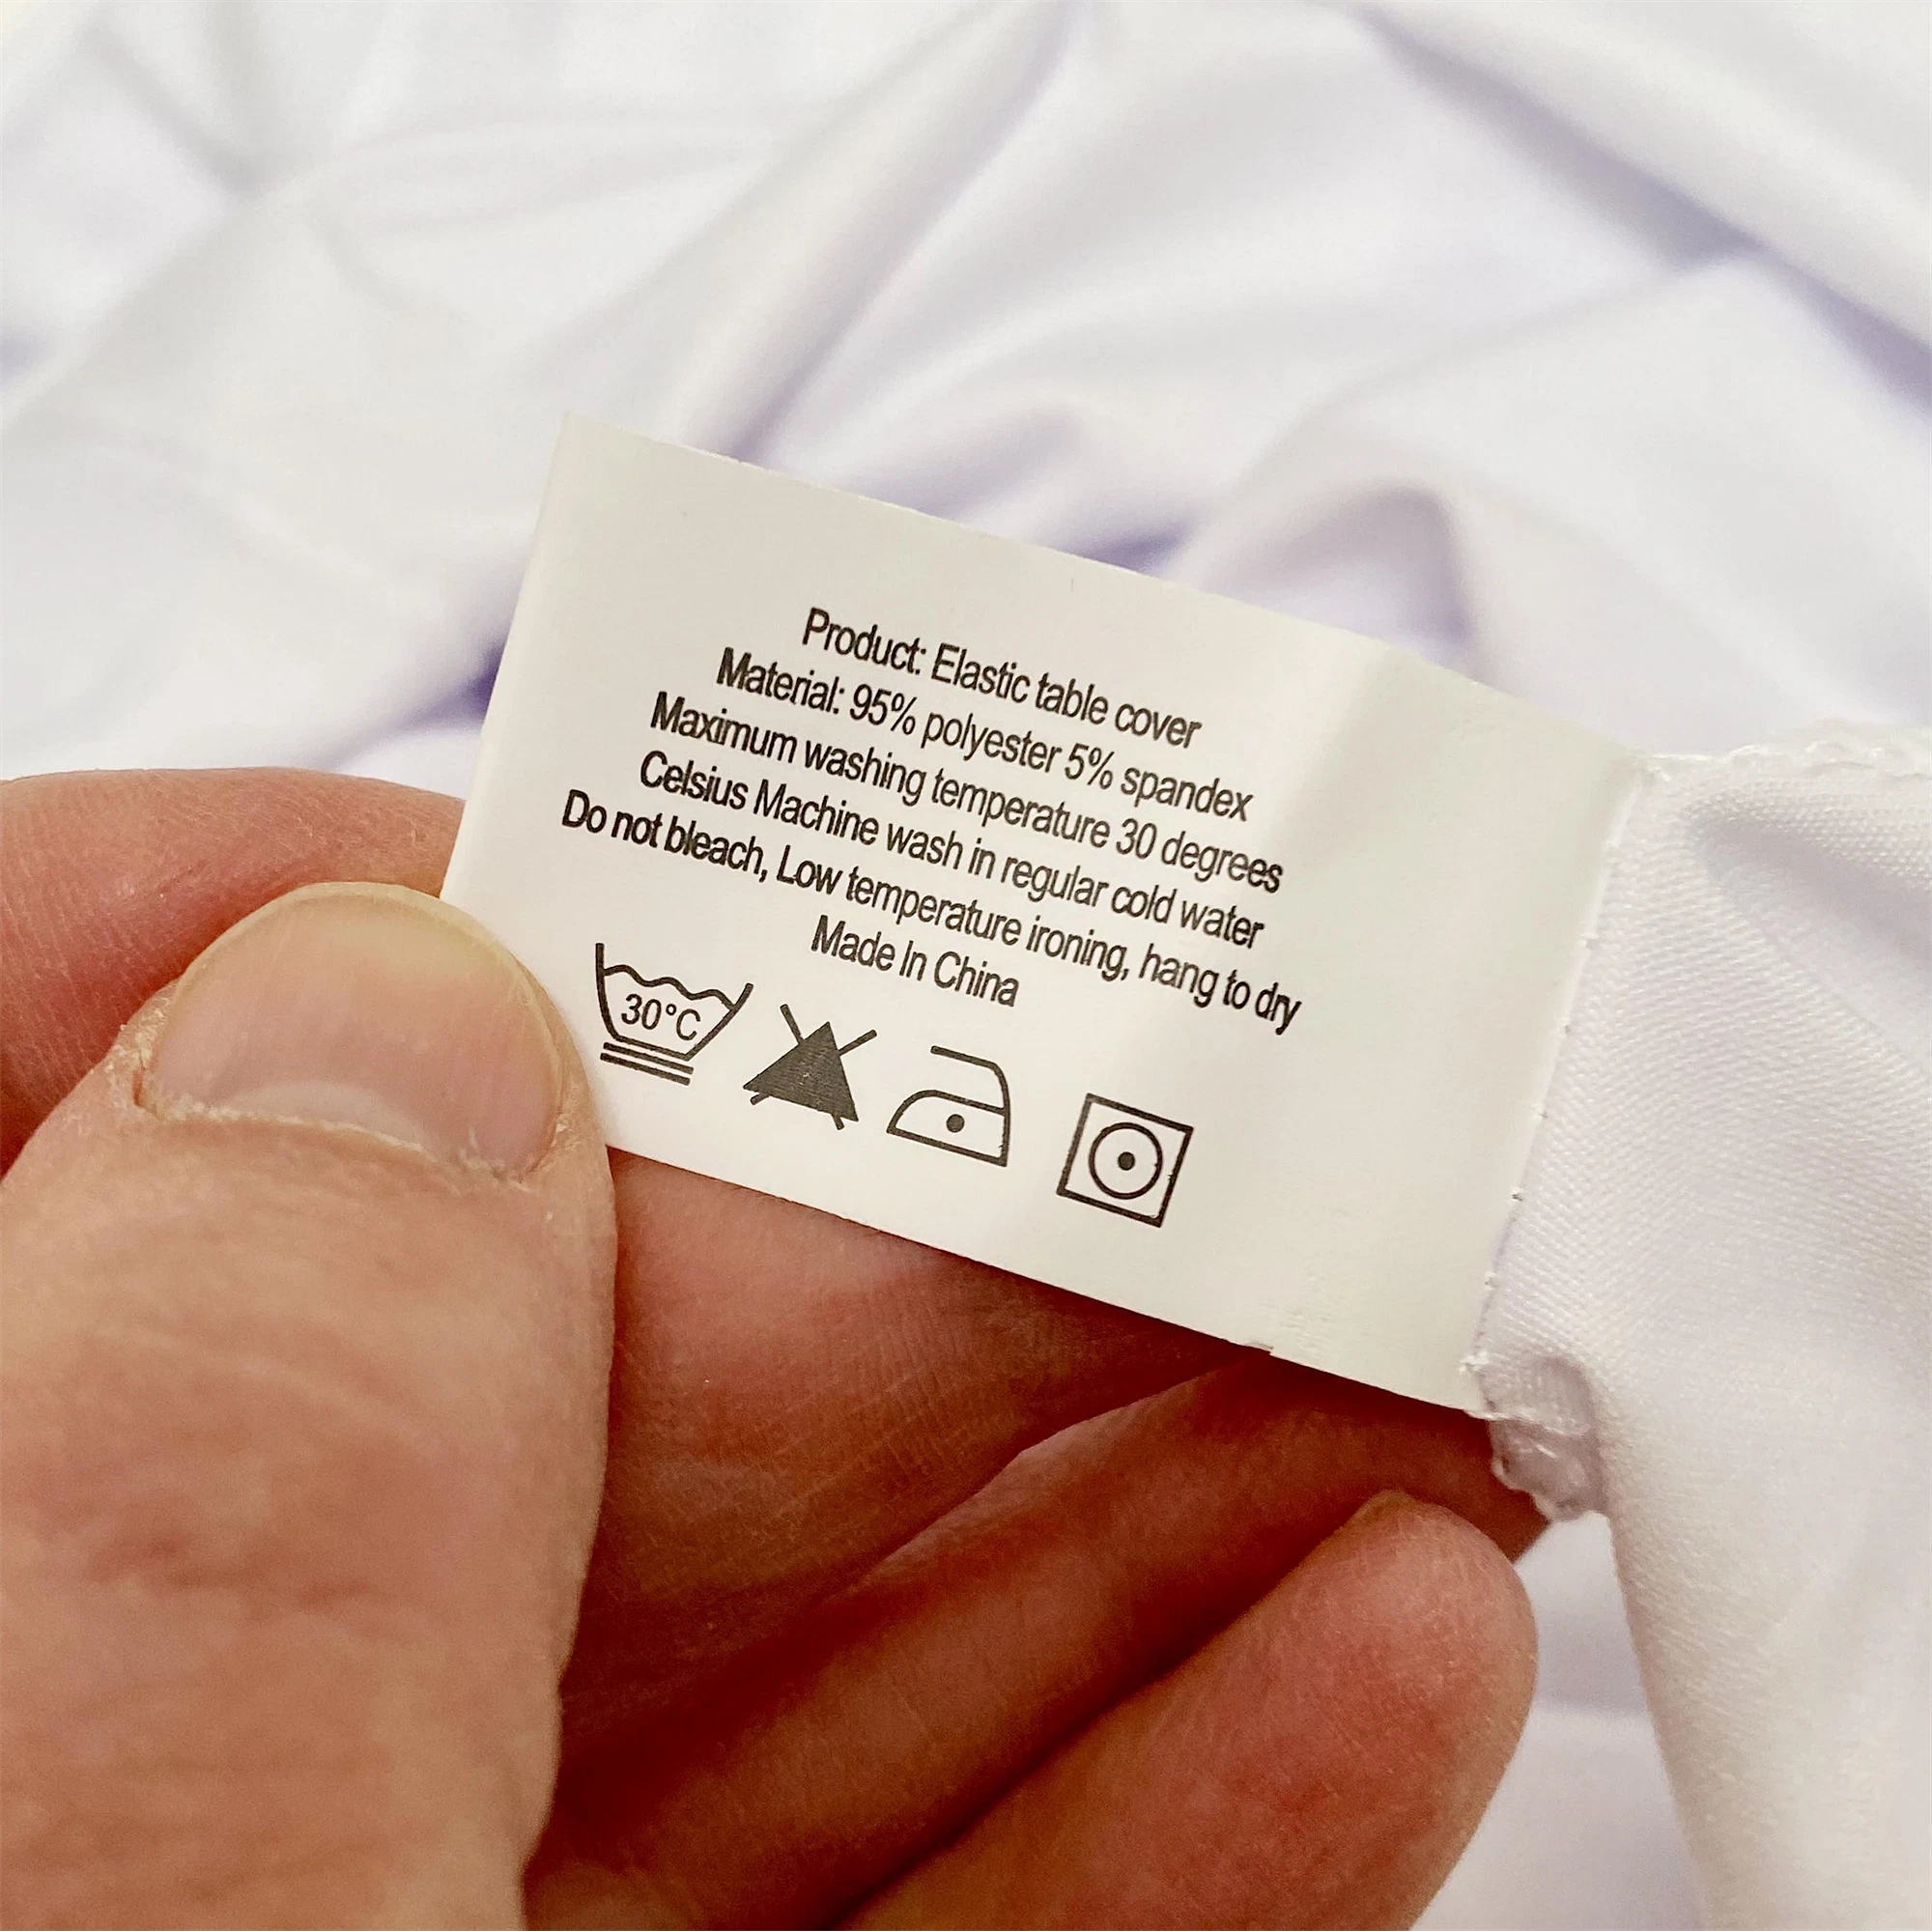 Product: Elastic table cover
Material: 95% polyester 5% spandex
Maximum washing temperature 30 degrees
Celsius Machine wash in regular cold water
Do not bleach, Low temperature ironing, hang to dry
Made In China
30°C